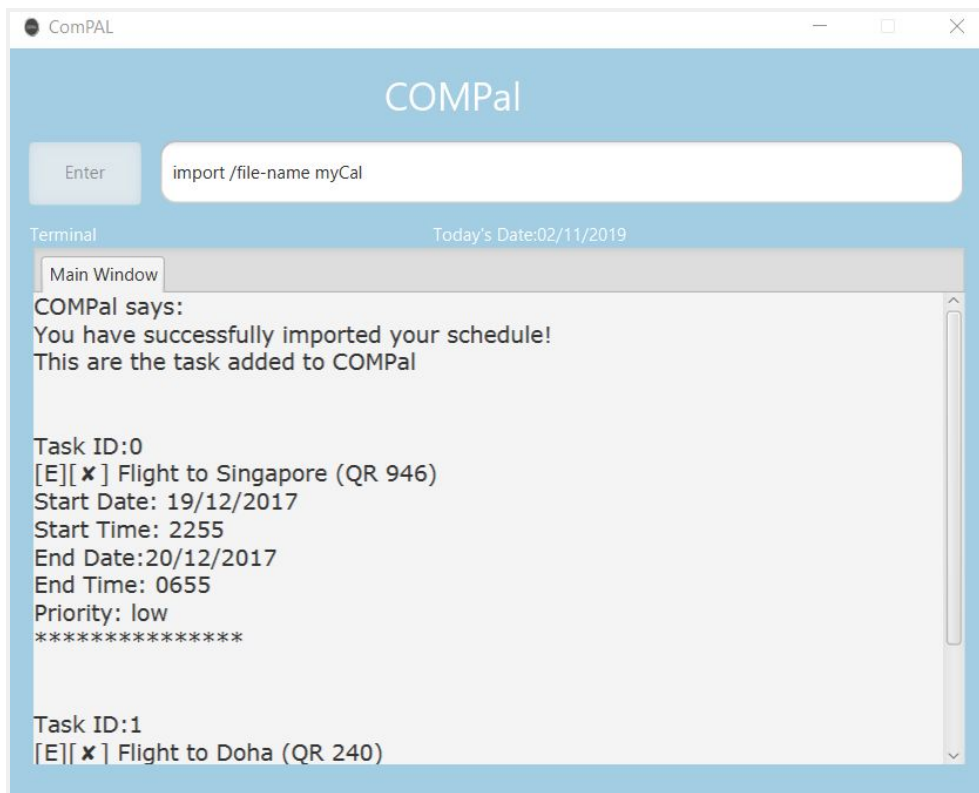 ComPAL
COMPal
Enter
import /file-name myCal
Terminal
Today's Date:02/11/2019
Main Window
COMPal says:
You have successfully imported your schedule!
This are the task added to COMPal
Task ID:0
[E][✘] Flight to Singapore (QR 946)
Start Date: 19/12/2017
Start Time: 2255
End Date:20/12/2017
End Time: 0655
Priority: low
***************
Task ID:1
[E][✘] Flight to Doha (QR 240)